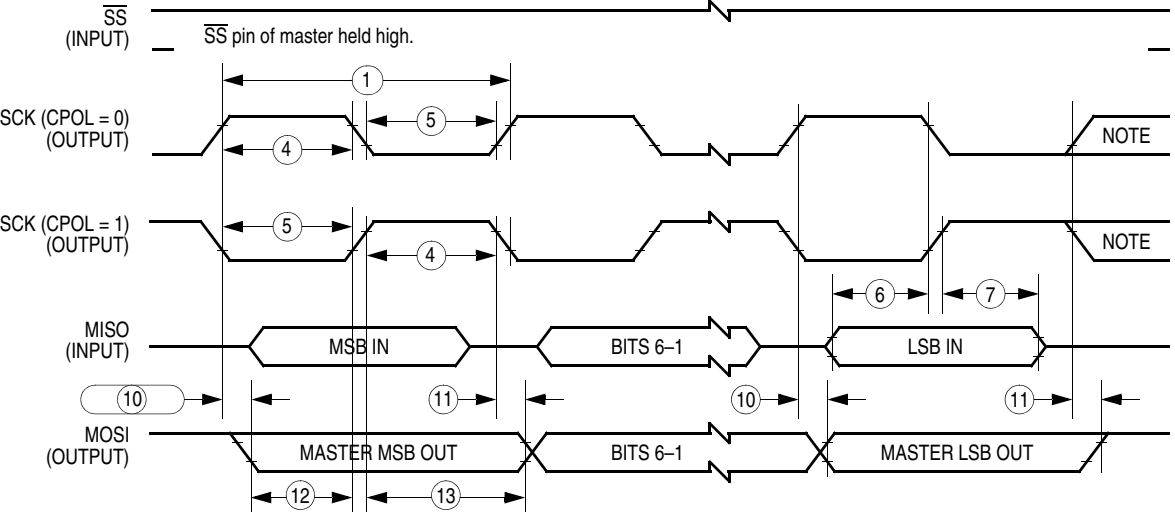 SS
(INPUT)
SS pin of master held high.
1
SCK (CPOL = 0)
(OUTPUT)
5
4
NOTE
SCK (CPOL = 1)
(OUTPUT)
5
4
NOTE
6
7
MISO
(INPUT)
MSB IN
BITS 6–1
LSB IN
10
11
10
11
MOSI
(OUTPUT)
MASTER MSB OUT
BITS 6–1
MASTER LSB OUT
12
13